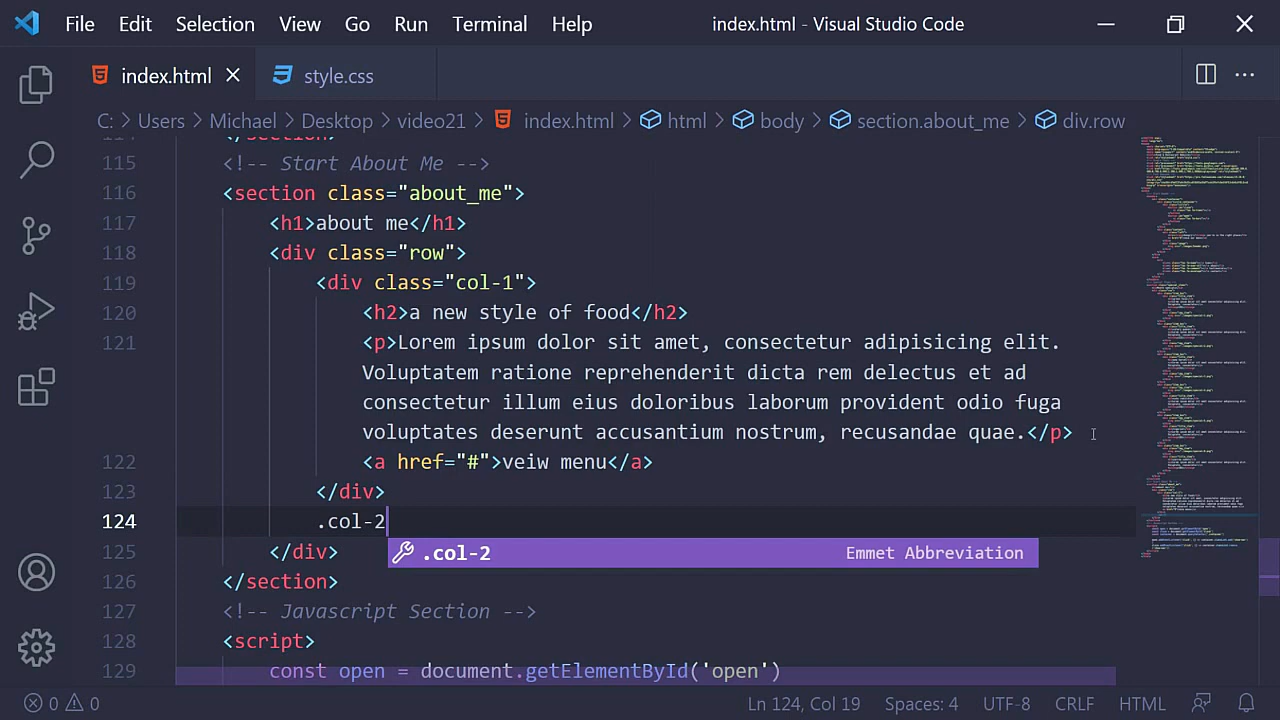 File Edit Selection View Go Run Terminal Help index.html - Visual Studio Code
index.html style.css
C: > Users > Michael > Desktop > video21 > index.html > html > body > section.about_me > div.row
115 <!-- Start About Me -->
116 <section class="about_me">
117 <h1>about me</h1>
118 <div class="row">
119 <div class="col-1">
120 <h2>a new style of food</h2>
121 <p>Lorem ipsum dolor sit amet, consectetur adipisicing elit.
Voluptatem ratione reprehenderit dicta rem delectus et ad
consectetur illum eius doloribus laborum provident odio fuga
voluptate deserunt accusantium nostrum, recusandae quae.</p>
122 <a href="#">veiw menu</a>
123 </div>
124 .col-2
125 </div>
.col-2 Emmet Abbreviation
126 </section>
127 <!-- Javascript Section -->
128 <script>
129 const open = document.getElementById('open')
0 0 Ln 124, Col 19 Spaces: 4 UTF-8 CRLF HTML